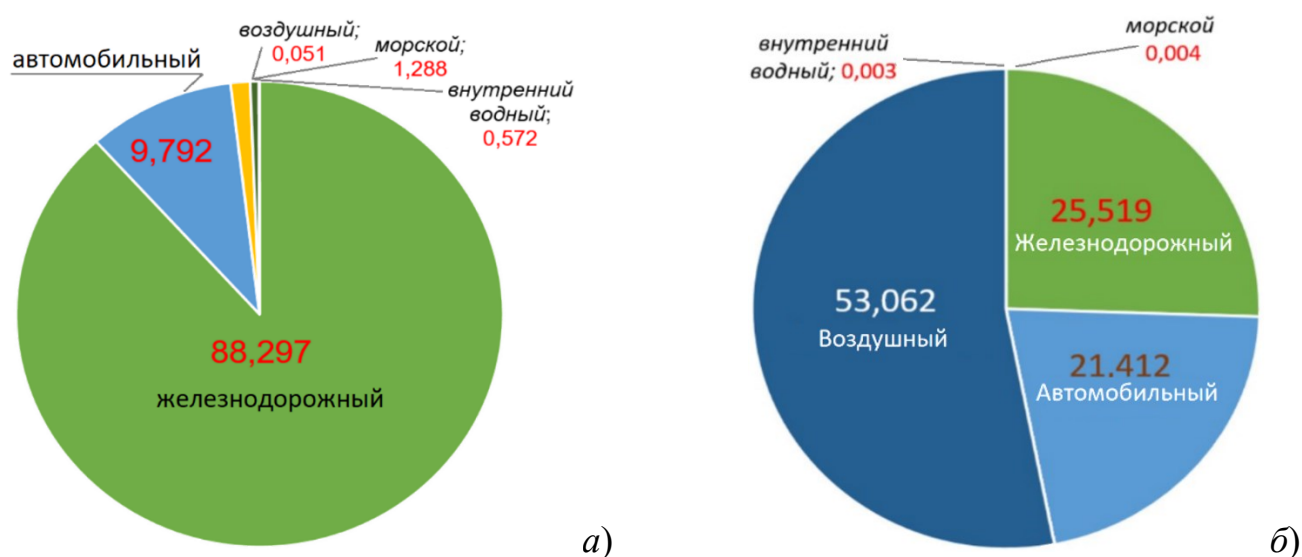 автомобильный
воздушный;
0,051
морской;
1,288
внутренний
водный;
0,572
9,792
88,297
железнодорожный
а)
внутренний
водный; 0,003
морской
0,004
25,519
Железнодорожный
53,062
Воздушный
21.412
Автомобильный
б)